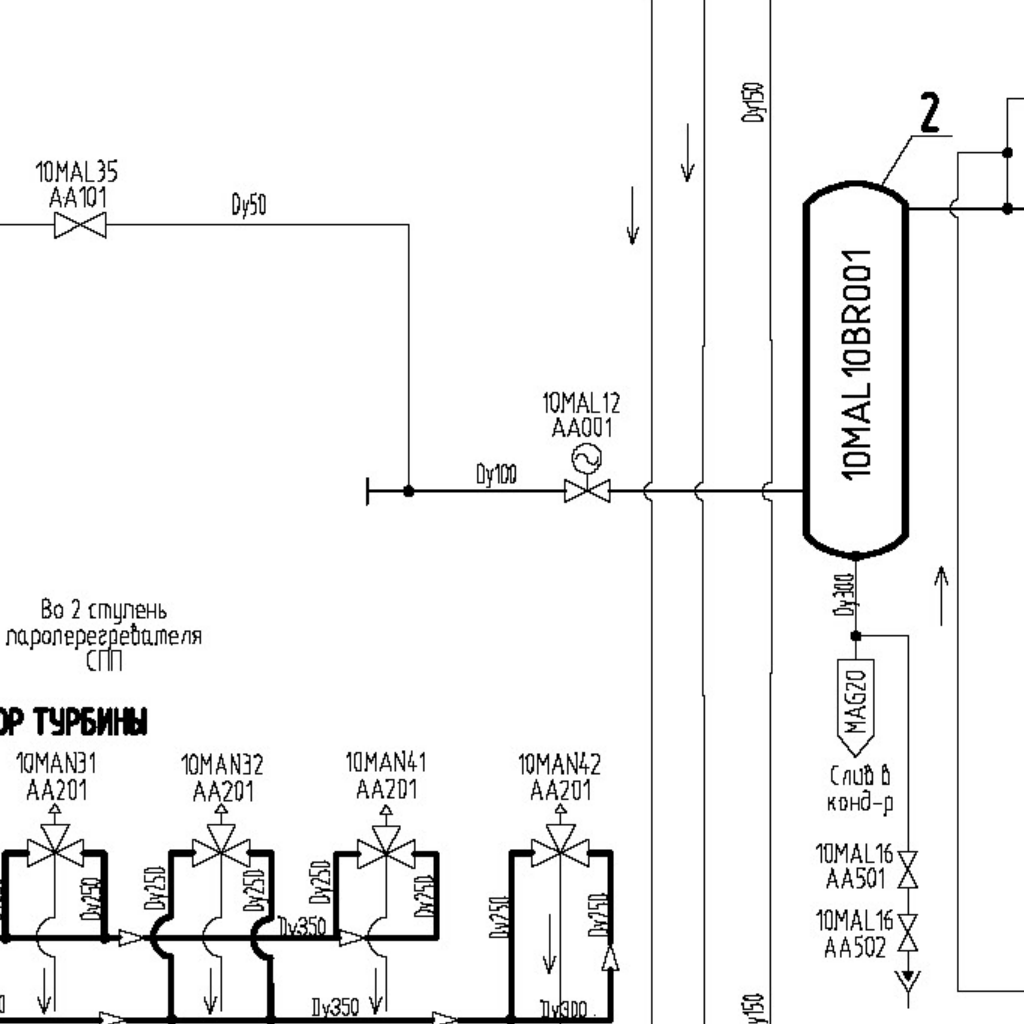 Dy150
2
10MAL35
AA101
Dy50
10MAL10BR001
10MAL12
AA001
Dy100
Dy300
Во 2 ступень
пароперегревателя
СПП
MAG20
ОР ТУРБИНЫ
Слив в
конд-р
10MAN31
AA201
10MAN32
AA201
10MAN41
AA201
10MAN42
AA201
10MAL16
AA501
Dy250
Dy250
Dy250
Dy250
Dy250
Dy250
Dy250
Dy350
10MAL16
AA502
Dy350
Dy300
Dy150